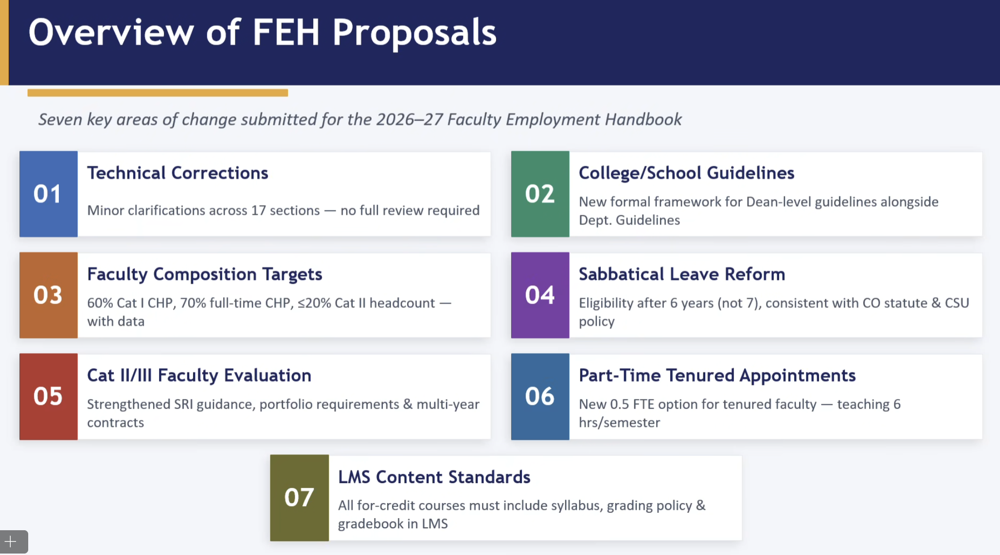 Overview of FEH Proposals
Seven key areas of change submitted for the 2026–27 Faculty Employment Handbook
01
Technical Corrections
Minor clarifications across 17 sections — no full review required
02
College/School Guidelines
New formal framework for Dean-level guidelines alongside
Dept. Guidelines
03
Faculty Composition Targets
60% Cat I CHP, 70% full-time CHP, ≤20% Cat II headcount —
with data
04
Sabbatical Leave Reform
Eligibility after 6 years (not 7), consistent with CO statute & CSU
policy
05
Cat II/III Faculty Evaluation
Strengthened SRI guidance, portfolio requirements & multi-year
contracts
06
Part-Time Tenured Appointments
New 0.5 FTE option for tenured faculty — teaching 6
hrs/semester
07
LMS Content Standards
All for-credit courses must include syllabus, grading policy &
gradebook in LMS